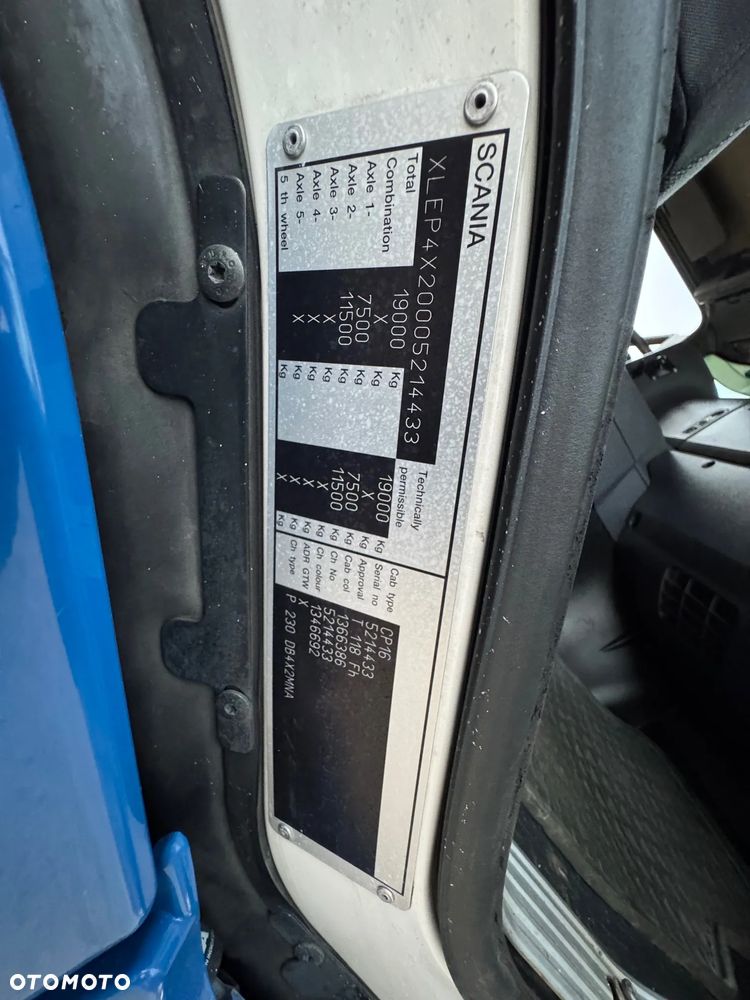 SCANIA
XLEP4X20005214433
Technically
permissible
Total 19000 Kg 19000 Kg
Combination X Kg X Kg
Axle 1- 7500 Kg 7500 Kg
Axle 2- 11500 Kg 11500 Kg
Axle 3- X Kg X Kg
Axle 4- X Kg X Kg
Axle 5- X Kg X Kg
5 th wheel
Cab type CP16
Serial no 5214433
Approval T 118 Fh
Cab col 1366386
Ch No 5214433
Ch colour 1346692
ADR GTW X
Ch type P 230 DB4X2MNA
OTOMOTO